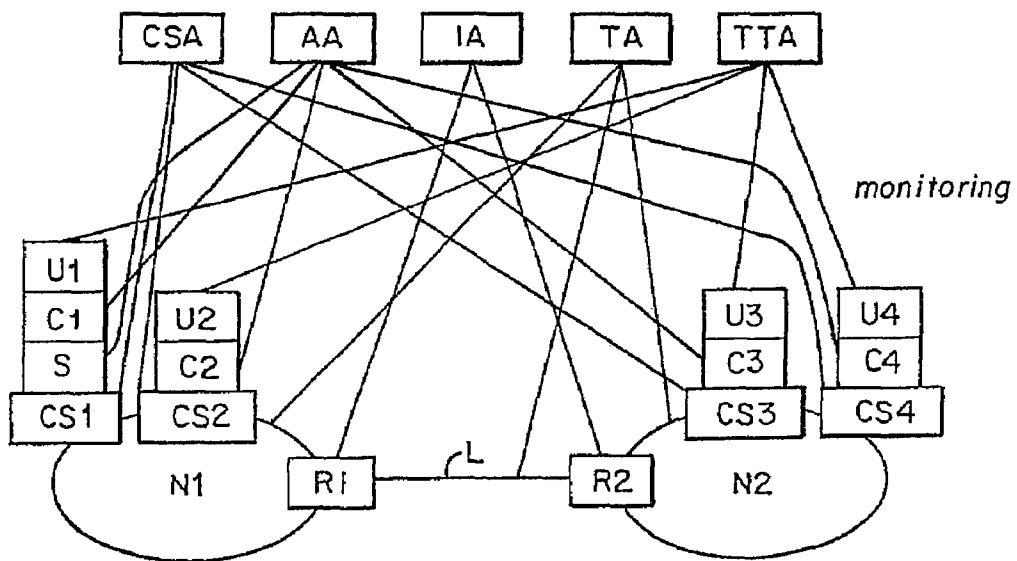 CSA AA IA TA TTA
monitoring
U1
C1 U2 U3 U4
S C2 C3 C4
CS1 CS2 CS3 CS4
L
N1 R1 R2 N2